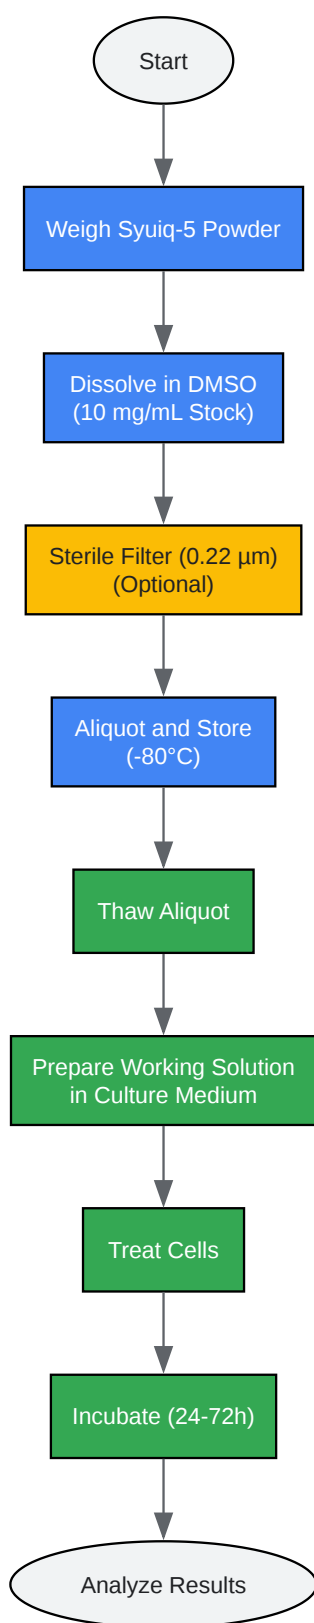 Start
Weigh Syuiq-5 Powder
Dissolve in DMSO
(10 mg/mL Stock)
Sterile Filter (0.22 µm)
(Optional)
Aliquot and Store
(-80°C)
Thaw Aliquot
Prepare Working Solution
in Culture Medium
Treat Cells
Incubate (24-72h)
Analyze Results